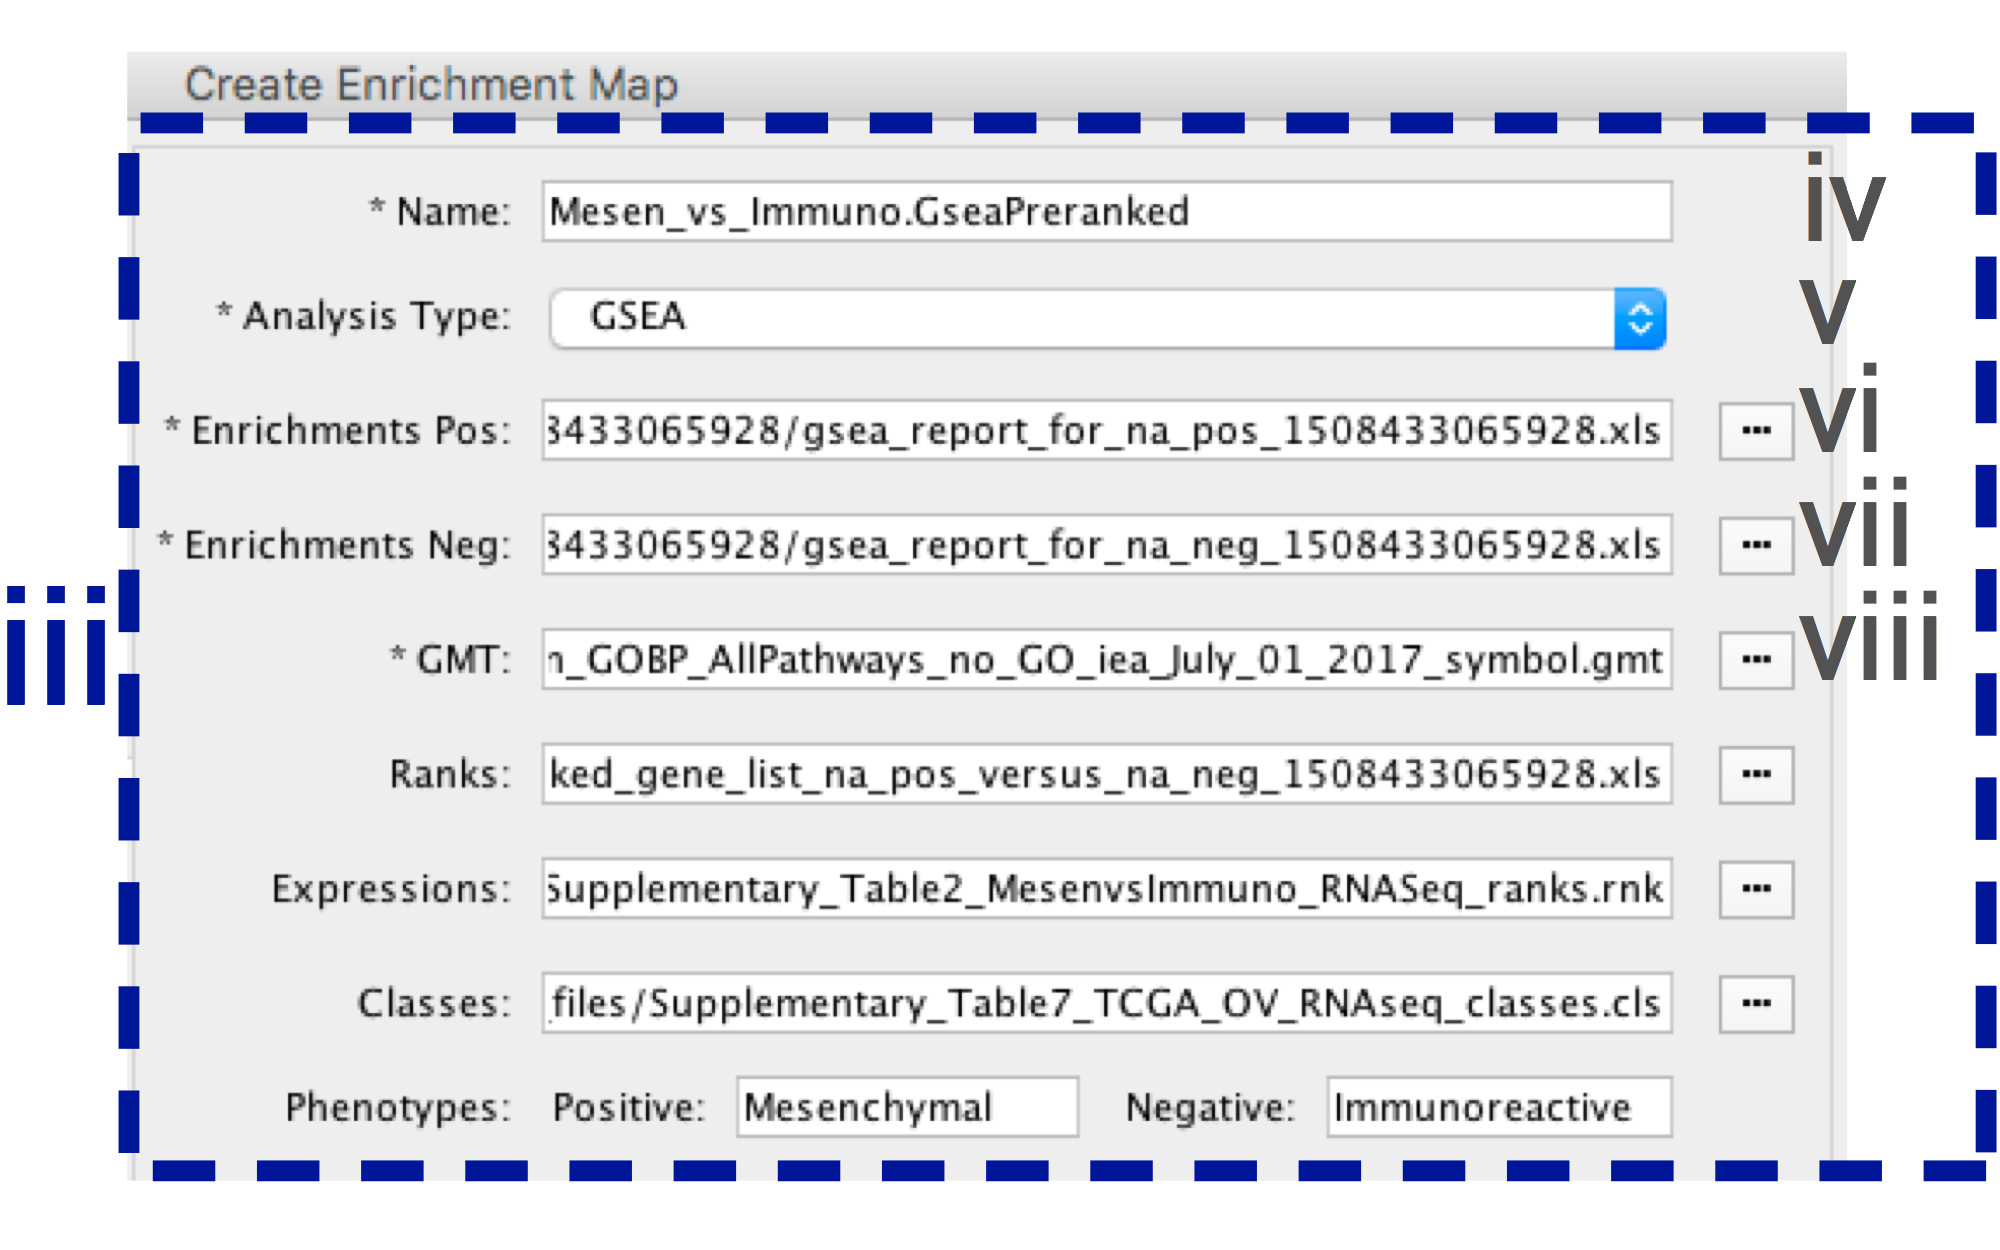 Create Enrichment Map
* Name: Mesen_vs_Immuno.GseaPreranked iv
* Analysis Type: GSEA v
* Enrichments Pos: 3433065928/gsea_report_for_na_pos_1508433065928.xls ... vi
* Enrichments Neg: 3433065928/gsea_report_for_na_neg_1508433065928.xls ... vii
iii
* GMT: n_GOBP_AllPathways_no_GO_iea_July_01_2017_symbol.gmt ... viii
Ranks: ked_gene_list_na_pos_versus_na_neg_1508433065928.xls ...
Expressions: Supplementary_Table2_MesenvsImmuno_RNASeq_ranks.rnk ...
Classes: files/Supplementary_Table7_TCGA_OV_RNAseq_classes.cls ...
Phenotypes: Positive: Mesenchymal Negative: Immunoreactive